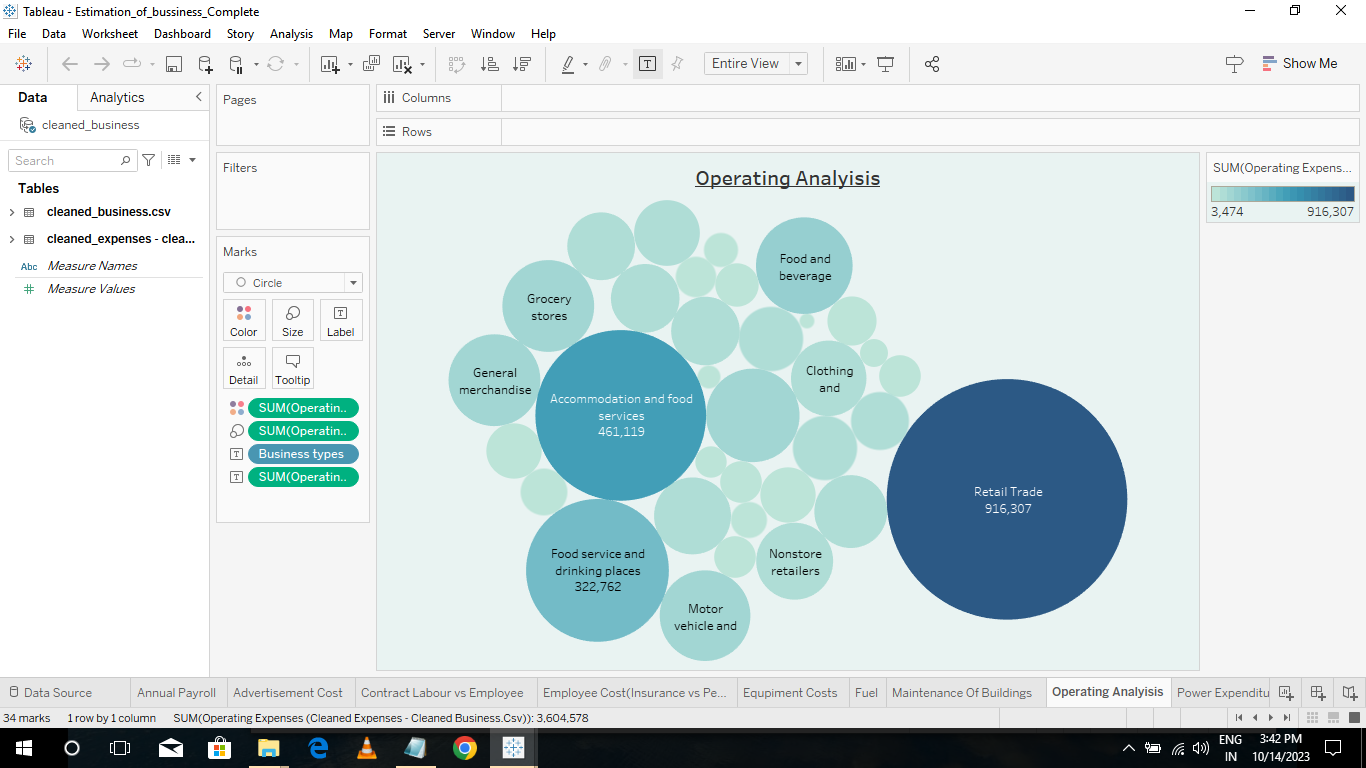 Tableau - Estimation_of_bussiness_Complete
File Data Worksheet Dashboard Story Analysis Map Format Server Window Help
Entire View
Show Me
Data Analytics
cleaned_business
Search
Tables
cleaned_business.csv
cleaned_expenses - clea...
Abc Measure Names
Measure Values
Pages
Filters
Marks
Circle
Color Size Label
Detail Tooltip
SUM(Operatin..
SUM(Operatin..
Business types
SUM(Operatin..
Columns
Rows
Operating Analyisis
Food and
beverage
Grocery
stores
General
merchandise
Clothing
and
Accommodation and food
services
461,119
Retail Trade
916,307
Food service and
drinking places
322,762
Nonstore
retailers
Motor
vehicle and
SUM(Operating Expens...
3,474 916,307
Data Source Annual Payroll Advertisement Cost Contract Labour vs Employee Employee Cost(Insurance vs Pe... Equpiment Costs Fuel Maintenance Of Buildings Operating Analyisis Power Expenditu
34 marks 1 row by 1 column SUM(Operating Expenses (Cleaned Expenses - Cleaned Business.Csv)): 3,604,578
ENG
IN
3:42 PM
10/14/2023